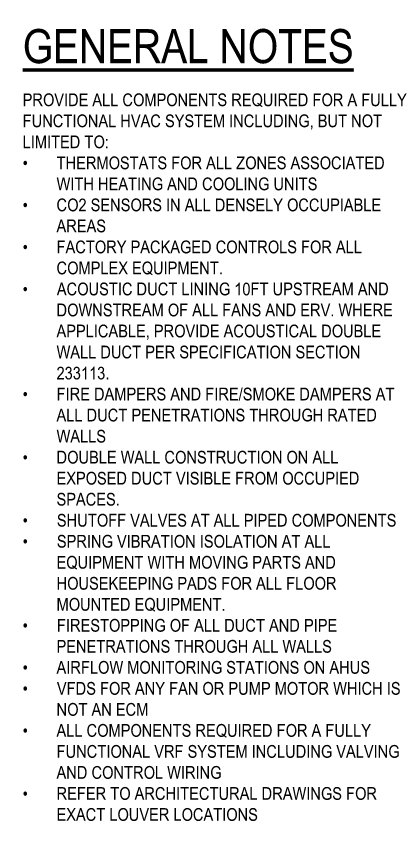 GENERAL NOTES
PROVIDE ALL COMPONENTS REQUIRED FOR A FULLY
FUNCTIONAL HVAC SYSTEM INCLUDING, BUT NOT
LIMITED TO:
• THERMOSTATS FOR ALL ZONES ASSOCIATED
WITH HEATING AND COOLING UNITS
• CO2 SENSORS IN ALL DENSELY OCCUPIABLE
AREAS
• FACTORY PACKAGED CONTROLS FOR ALL
COMPLEX EQUIPMENT.
• ACOUSTIC DUCT LINING 10FT UPSTREAM AND
DOWNSTREAM OF ALL FANS AND ERV. WHERE
APPLICABLE, PROVIDE ACOUSTICAL DOUBLE
WALL DUCT PER SPECIFICATION SECTION
233113.
• FIRE DAMPERS AND FIRE/SMOKE DAMPERS AT
ALL DUCT PENETRATIONS THROUGH RATED
WALLS
• DOUBLE WALL CONSTRUCTION ON ALL
EXPOSED DUCT VISIBLE FROM OCCUPIED
SPACES.
• SHUTOFF VALVES AT ALL PIPED COMPONENTS
• SPRING VIBRATION ISOLATION AT ALL
EQUIPMENT WITH MOVING PARTS AND
HOUSEKEEPING PADS FOR ALL FLOOR
MOUNTED EQUIPMENT.
• FIRESTOPPING OF ALL DUCT AND PIPE
PENETRATIONS THROUGH ALL WALLS
• AIRFLOW MONITORING STATIONS ON AHUS
• VFDS FOR ANY FAN OR PUMP MOTOR WHICH IS
NOT AN ECM
• ALL COMPONENTS REQUIRED FOR A FULLY
FUNCTIONAL VRF SYSTEM INCLUDING VALVING
AND CONTROL WIRING
• REFER TO ARCHITECTURAL DRAWINGS FOR
EXACT LOUVER LOCATIONS